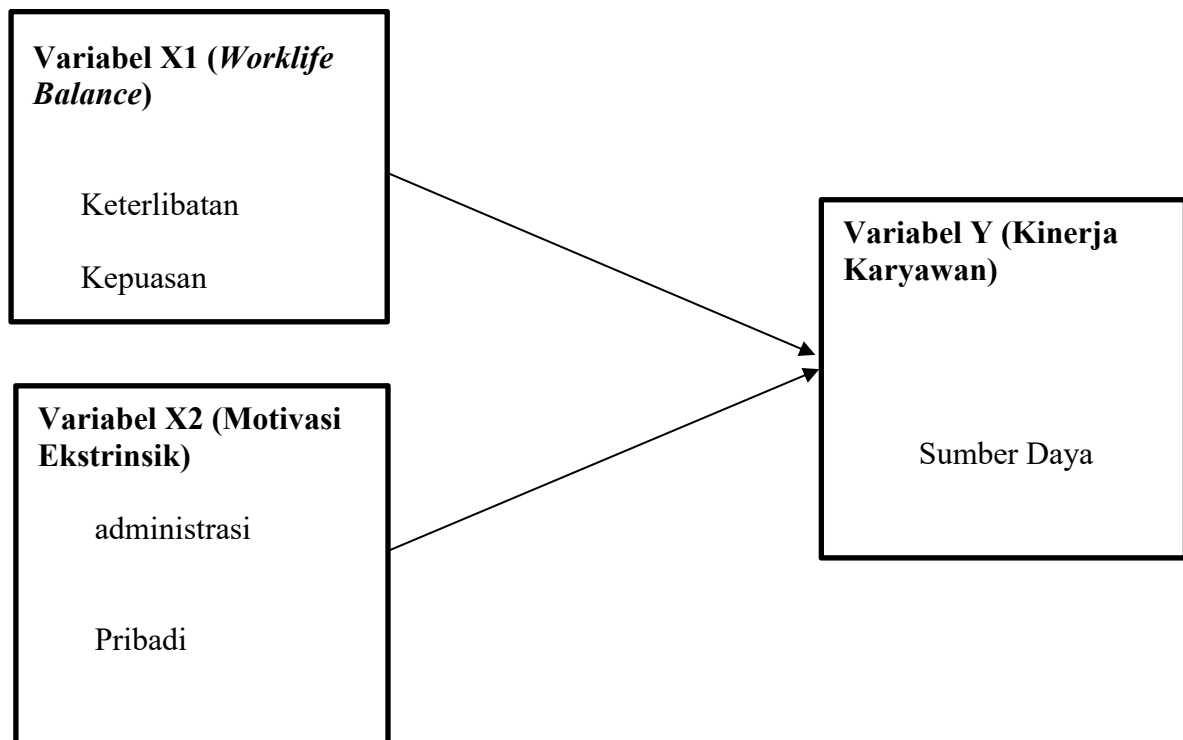 Variabel X1 (Worklife
Balance)
Keterlibatan
Kepuasan
Variabel X2 (Motivasi
Ekstrinsik)
administrasi
Pribadi
Variabel Y (Kinerja
Karyawan)
Sumber Daya